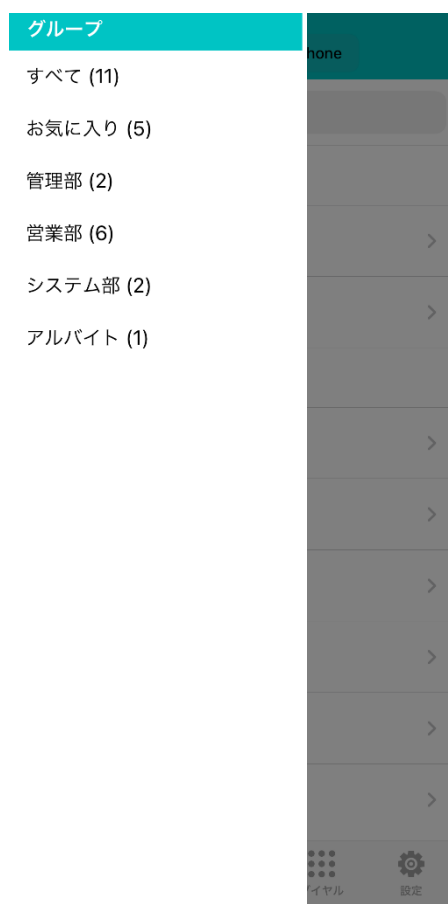 グループ
hone
すべて (11)
お気に入り (5)
管理部 (2)
営業部 (6)
システム部 (2)
アルバイト (1)
イヤル
設定